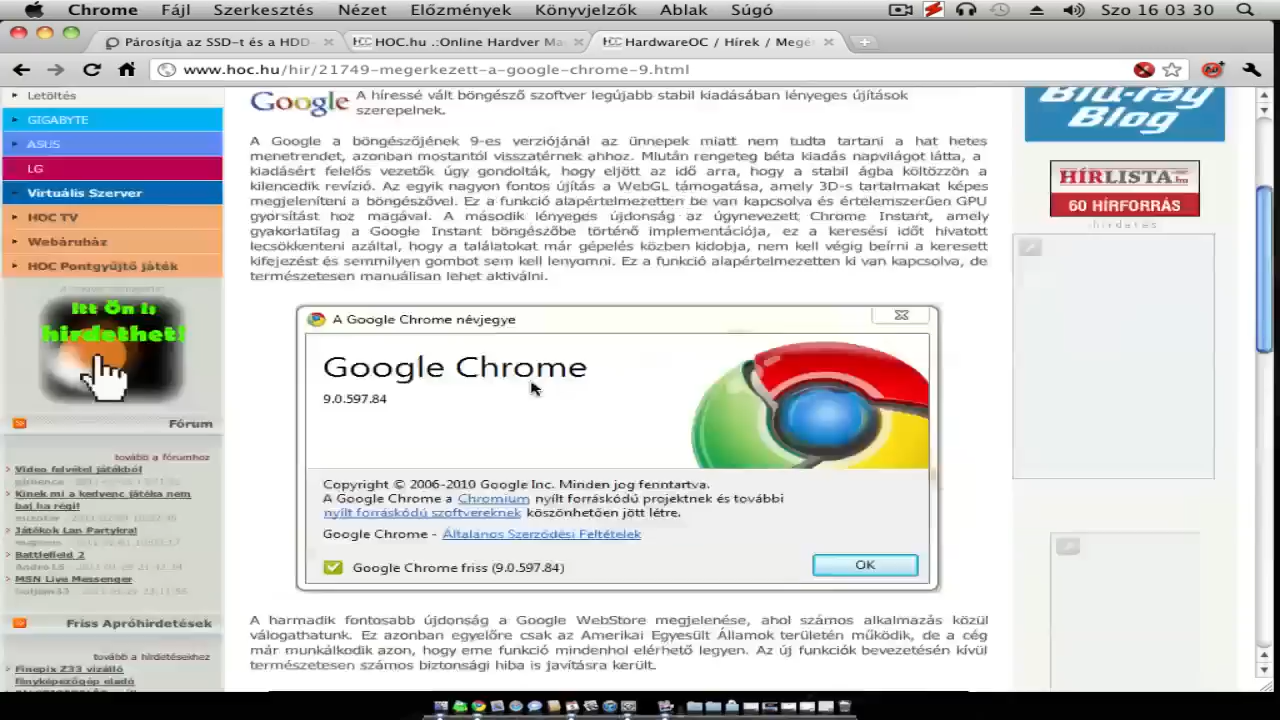 Chrome Fájl Szerkesztés Nézet Előzmények Könyvjelzők Ablak Súgó Szo 16 03 30
Párosítja az SSD-t és a HDD HOC.hu .:Online Hardver Ma HardwareOC / Hírek / Megé
www.hoc.hu/hir/21749-megerkezett-a-google-chrome-9.html
Letöltés
GIGABYTE
ASUS
LG
Virtuális Szerver
HOC TV
Webáruház
HOC Pontgyűjtő játék
Itt Ön is
hirdethet!
Fórum
tovább a fórumhoz
Video felvétel játékból
Kinek mi a kedvenc játéka nem
baj ha régi!
Játékok Lan Partykra!
Battlefield 2
MSN Live Messenger
Friss Apróhirdetések
tovább a hirdetésekhez
Finepix Z33 vízálló
fényképezőgép eladó
Google A híressé vált böngésző szoftver legújabb stabil kiadásában lényeges újítások
szerepelnek.
A Google a böngészőjének 9-es verziójánál az ünnepek miatt nem tudta tartani a hat hetes
menetrendet, azonban mostantól visszatérnek ahhoz. Miután rengeteg béta kiadás napvilágot látta, a
kiadásért felelős vezetők úgy gondolták, hogy eljött az idő arra, hogy a stabil ágba költözzön a
kilencedik revízió. Az egyik nagyon fontos újítás a WebGL támogatása, amely 3D-s tartalmakat képes
megjeleníteni a böngészővel. Ez a funkció alapértelmezetten be van kapcsolva és értelemszerűen GPU
gyorsítást hoz magával. A második lényeges újdonság az úgynevezett Chrome Instant, amely
gyakorlatilag a Google Instant böngészőbe történő implementációja, ez a keresési időt hivatott
lecsökkenteni azáltal, hogy a találatokat már gépelés közben kidobja, nem kell végig beírni a keresett
kifejezést és semmilyen gombot sem kell lenyomni. Ez a funkció alapértelmezetten ki van kapcsolva, de
természetesen manuálisan lehet aktiválni.
A Google Chrome névjegye
Google Chrome
9.0.597.84
Copyright © 2006-2010 Google Inc. Minden jog fenntartva.
A Google Chrome a Chromium nyílt forráskódú projektnek és további
nyílt forráskódú szoftvereknek köszönhetően jött létre.
Google Chrome - Általanos Szerződési Feltételek
Google Chrome friss (9.0.597.84)
OK
A harmadik fontosabb újdonság a Google WebStore megjelenése, ahol számos alkalmazás közül
válogathatunk. Ez azonban egyelőre csak az Amerikai Egyesült Államok területén működik, de a cég
már munkálkodik azon, hogy eme funkció mindenhol elérhető legyen. Az új funkciók bevezetésén kívül
természetesen számos biztonsági hiba is javításra került.
Blu-ray
Blog
HÍRLISTA.hu
60 HÍRFORRÁS
hirdetés